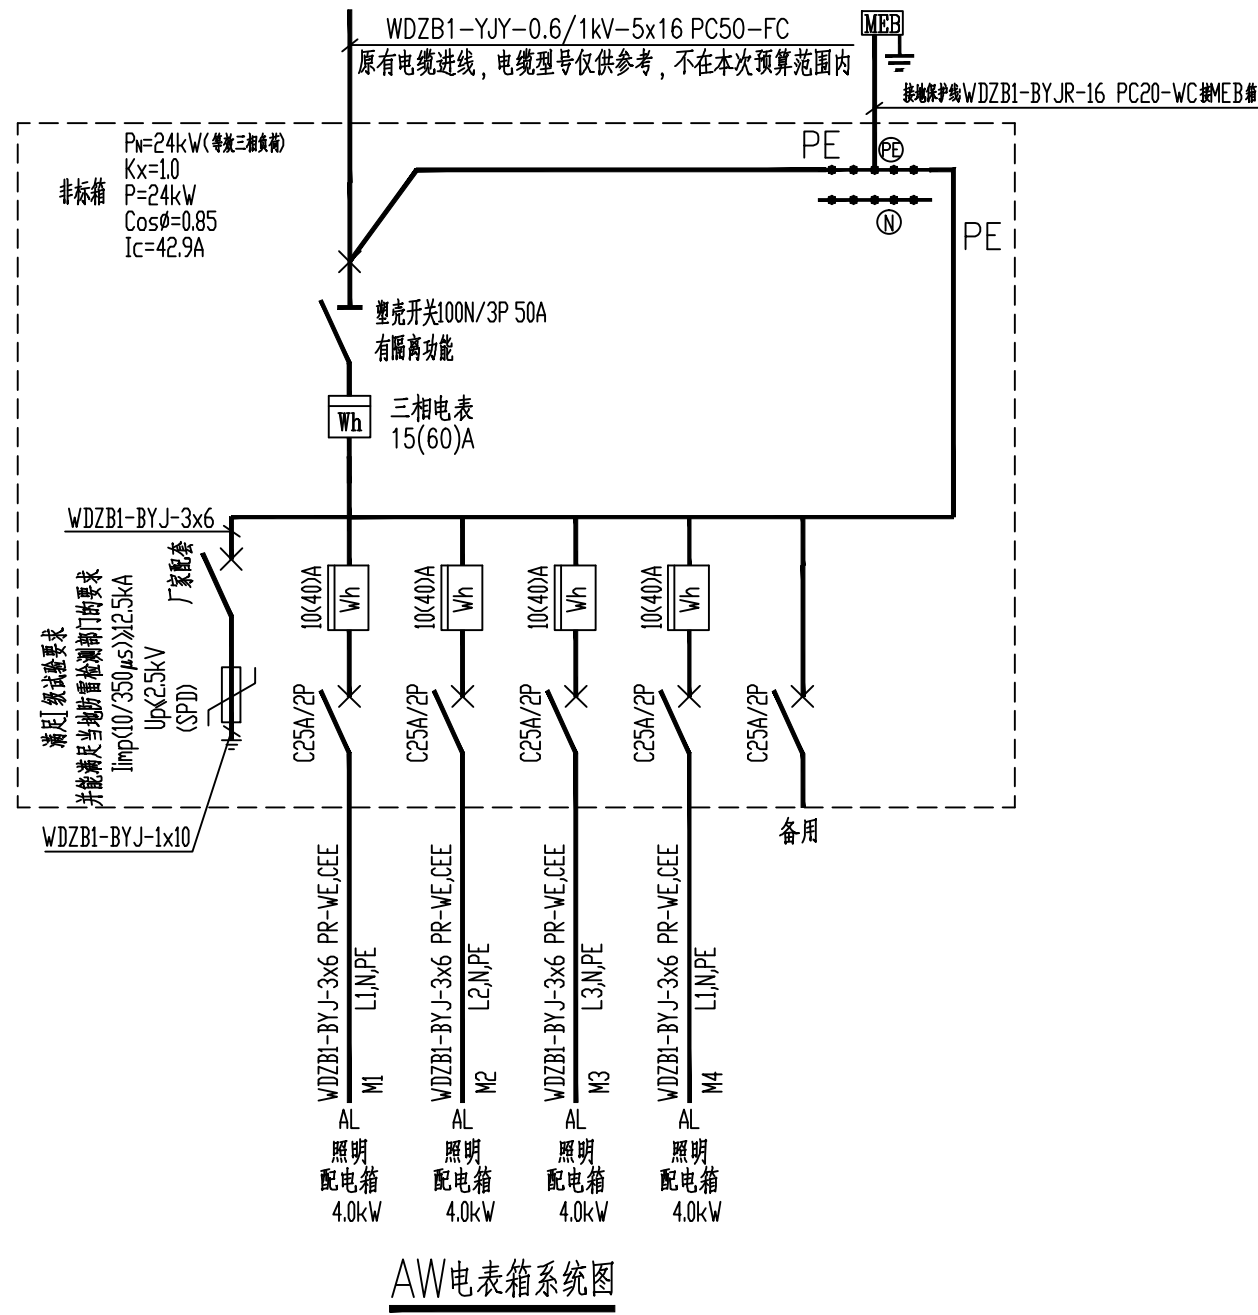 WDZB1-YJY-0.6/1kV-5x16 PC50-FC
原有电缆进线，电缆型号仅供参考，不在本次预算范围内
MEB
接地保护线WDZB1-BYJR-16 PC20-WC接MEB箱
非标箱
PN=24kW(等效三相负荷)
Kx=1.0
P=24kW
CosØ=0.85
Ic=42.9A
PE
PE
N
PE
塑壳开关100N/3P 50A
有隔离功能
Wh
三相电表
15(60)A
WDZB1-BYJ-3x6
厂家配套
满足I级试验要求
并能满足当地防雷检测部门的要求
Iimp(10/350μs)≥12.5kA
Up≤2.5kV
(SPD)
WDZB1-BYJ-1x10
10(40)A
Wh
10(40)A
Wh
10(40)A
Wh
10(40)A
Wh
C25A/2P
C25A/2P
C25A/2P
C25A/2P
C25A/2P
备用
WDZB1-BYJ-3x6 PR-WE,CEE
L1,N,PE
M1
WDZB1-BYJ-3x6 PR-WE,CEE
L2,N,PE
M2
WDZB1-BYJ-3x6 PR-WE,CEE
L3,N,PE
M3
WDZB1-BYJ-3x6 PR-WE,CEE
L1,N,PE
M4
AL
照明
配电箱
4.0kW
AL
照明
配电箱
4.0kW
AL
照明
配电箱
4.0kW
AL
照明
配电箱
4.0kW
AW电表箱系统图